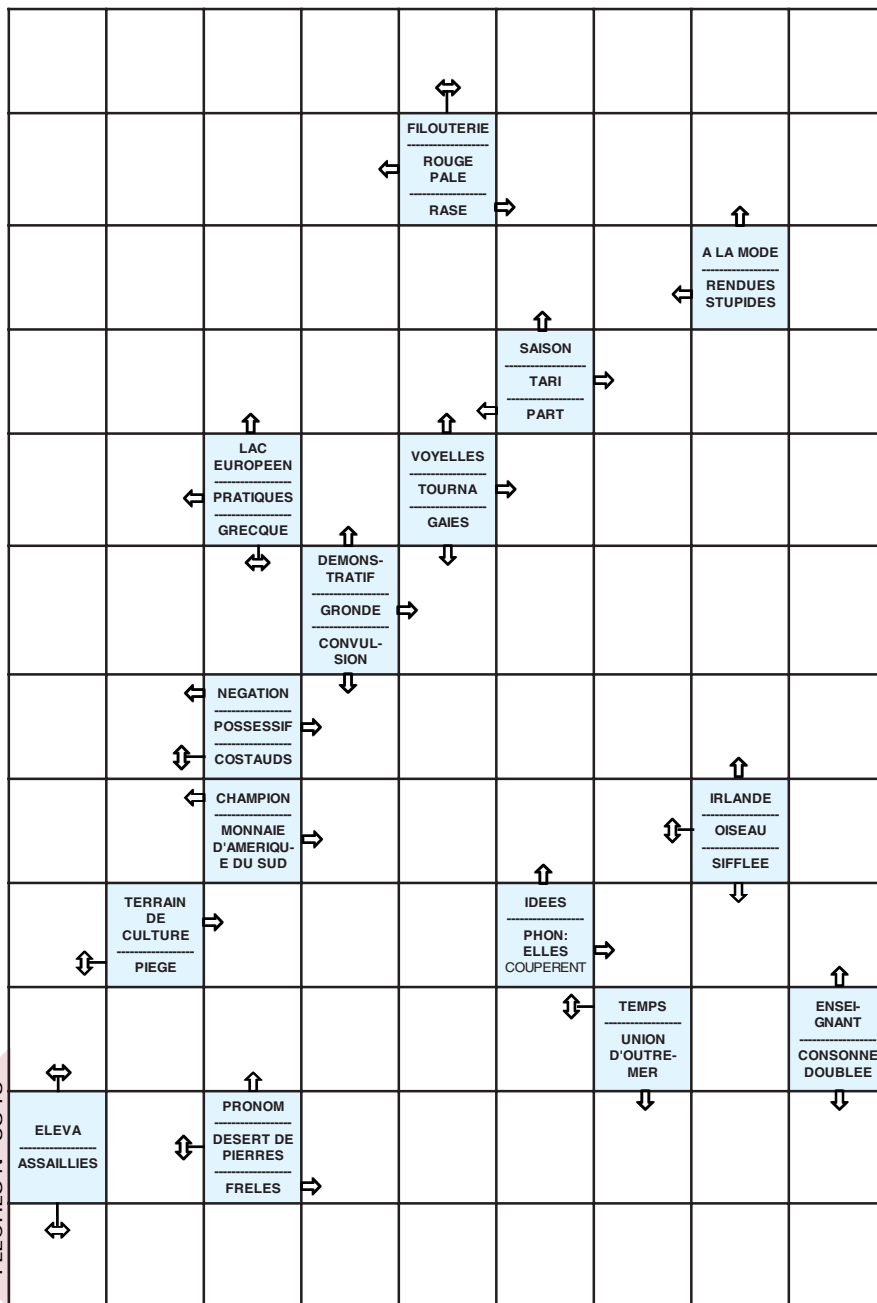 FILOUTERIE
ROUGE
PALE
RASE
A LA MODE
RENDUES
STUPIDES
SAISON
TARI
PART
LAC
EUROPEEN
PRATIQUES
GRECQUE
VOYELLES
TOURNA
GAIES
DEMONS-
TRATIF
GRONDE
CONVUL-
SION
NEGATION
POSSESSIF
COSTAUDS
CHAMPION
MONNAIE
D'AMERIQU-
E DU SUD
IRLANDE
OISEAU
SIFFLEE
TERRAIN
DE
CULTURE
PIEGE
IDEES
PHON:
ELLES
COUPERENT
TEMPS
UNION
D'OUTRE-
MER
ENSEI-
GNANT
CONSONNE
DOUBLEE
ELEVA
ASSAILLIES
PRONOM
DESERT DE
PIERRES
FRELES